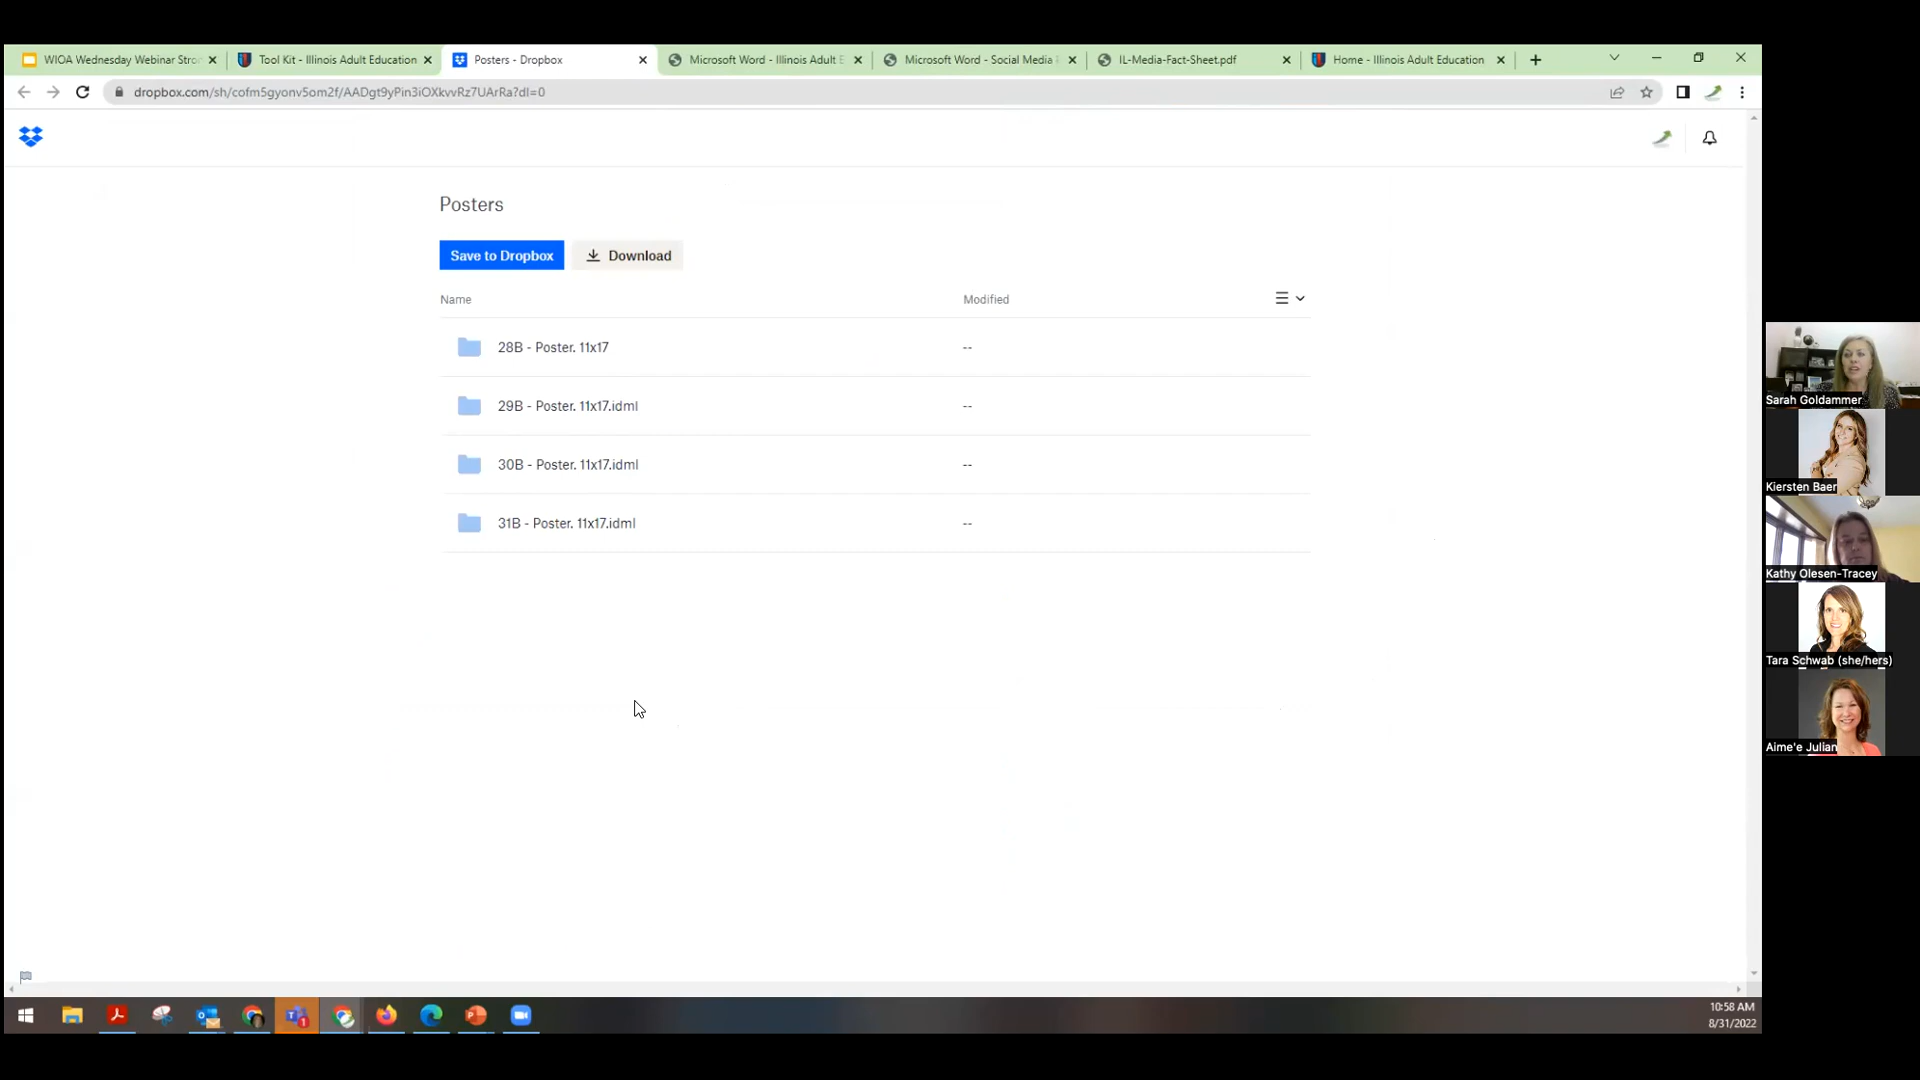 WIOA Wednesday Webinar Stro
Tool Kit - Illinois Adult Education
Posters - Dropbox
Microsoft Word - Illinois Adult E
Microsoft Word - Social Media
IL-Media-Fact-Sheet.pdf
Home - Illinois Adult Education
dropbox.com/sh/cofm5gyonv5om2f/AADgt9yPin3iOXkvvRz7UArRa?dl=0
Posters
Save to Dropbox
Download
Name
Modified
28B - Poster. 11x17
--
29B - Poster. 11x17.idml
--
30B - Poster. 11x17.idml
--
31B - Poster. 11x17.idml
--
Sarah Goldammer
Kiersten Baer
Kathy Olesen-Tracey
Tara Schwab (she/hers)
Aime'e Julian
10:58 AM
8/31/2022